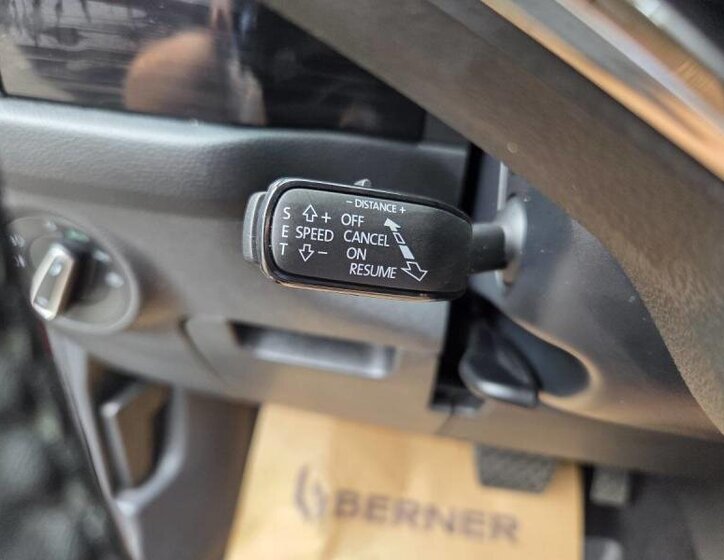 - DISTANCE +
S + OFF
E SPEED CANCEL
T - ON
RESUME
BERNER